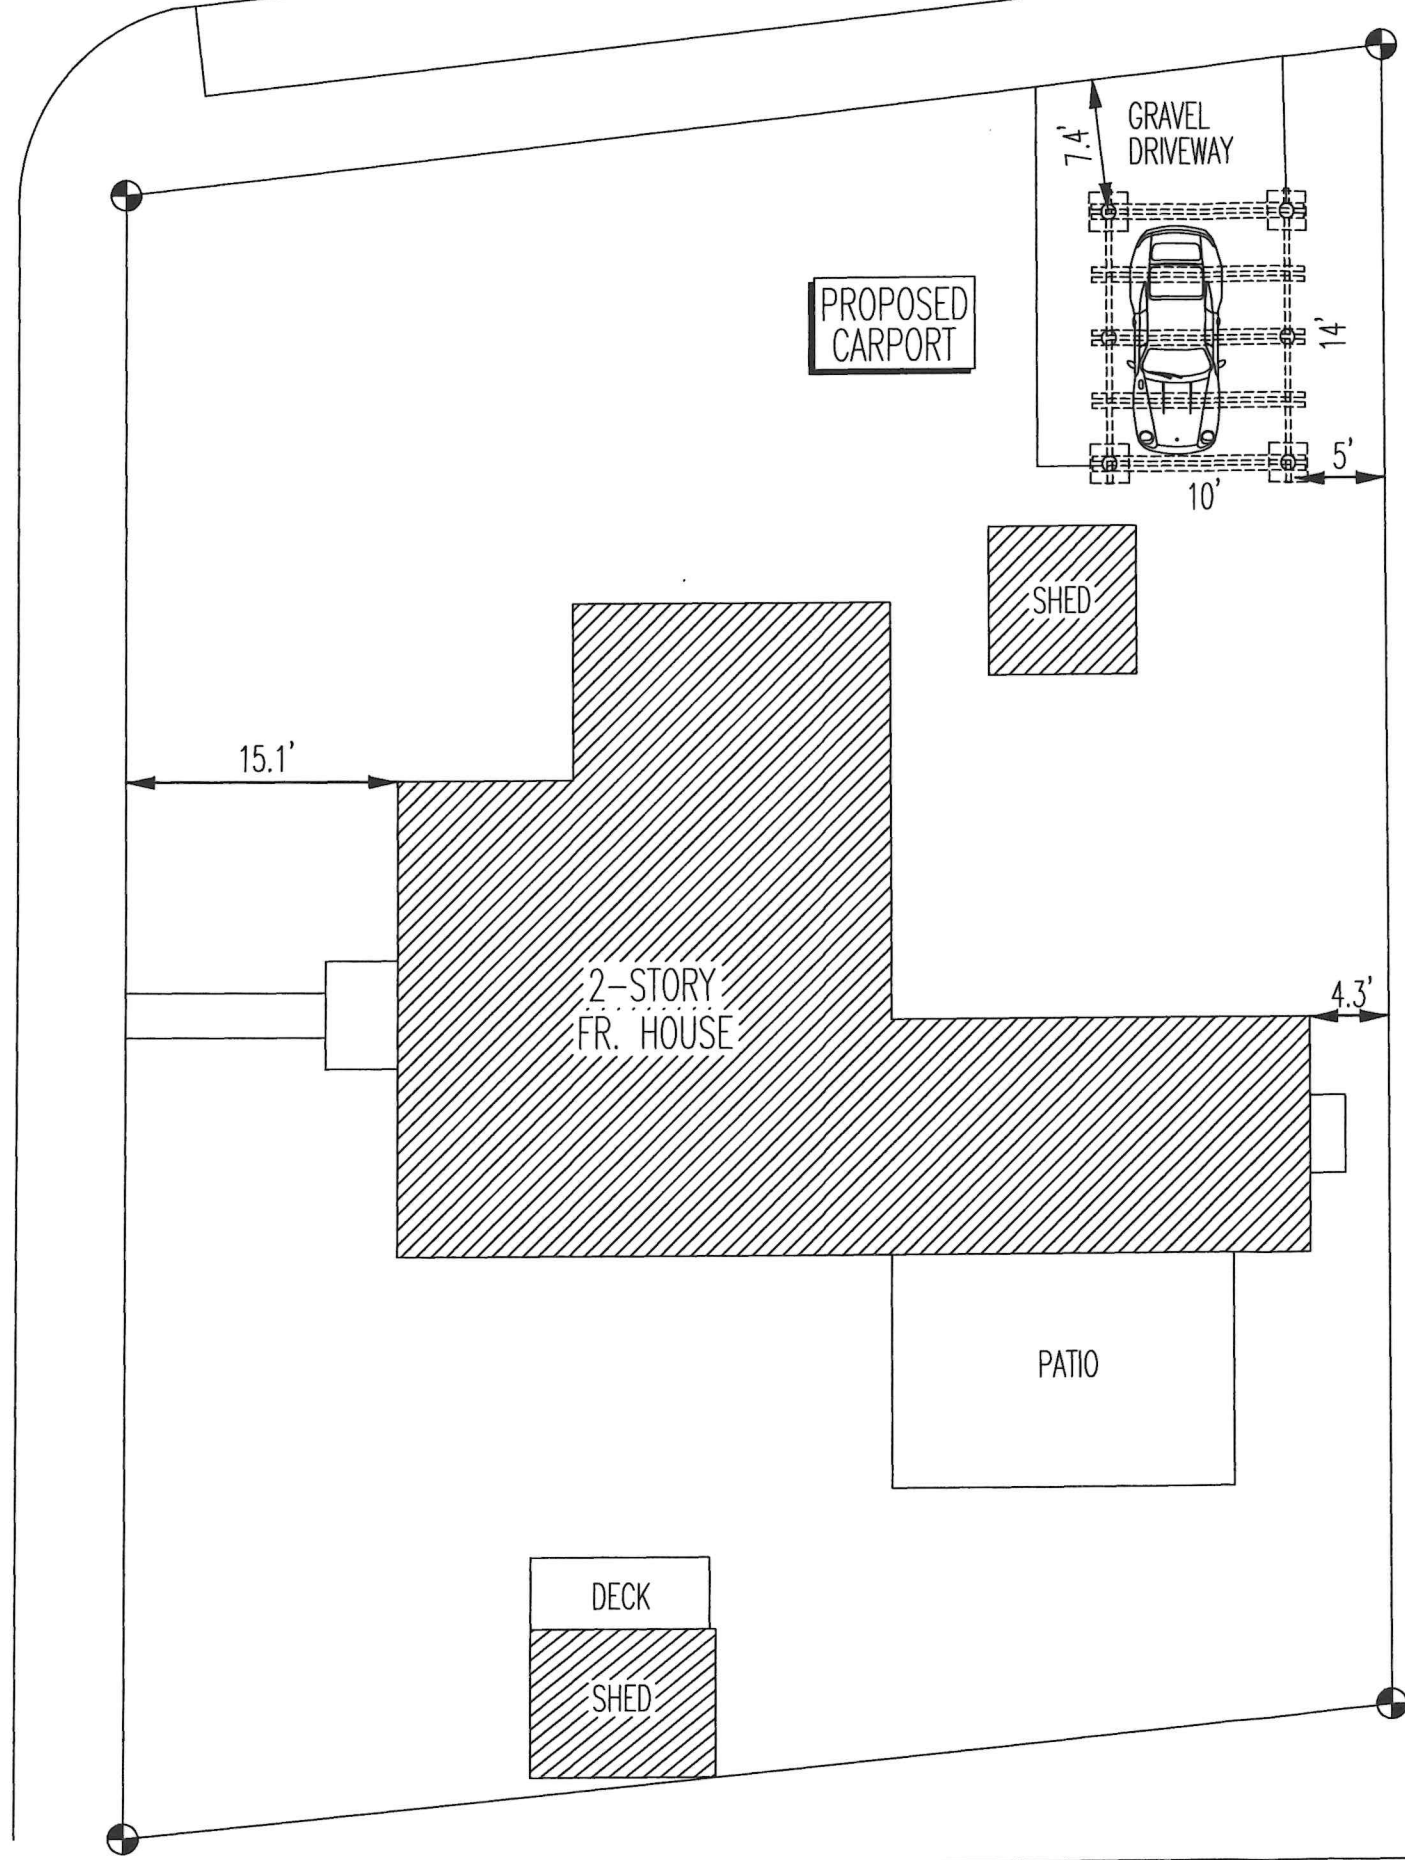 GRAVEL
DRIVEWAY
7.4'
PROPOSED
CARPORT
14'
5'
10'
SHED
15.1'
2-STORY
FR. HOUSE
4.3'
PATIO
DECK
SHED